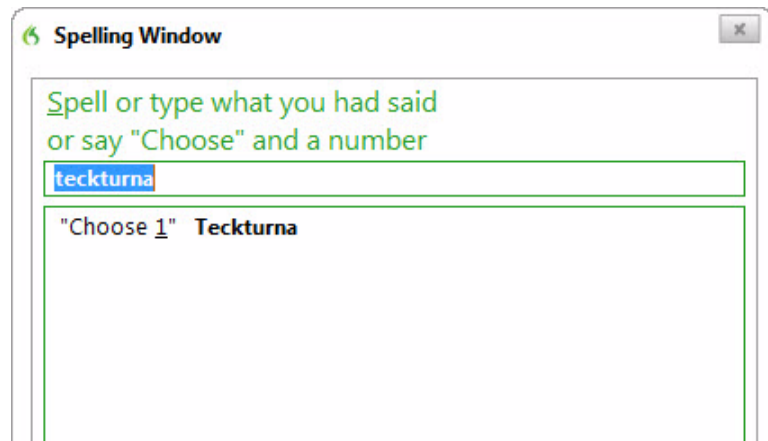 Spelling Window
Spell or type what you had said
or say "Choose" and a number
teckturna
"Choose 1" Teckturna